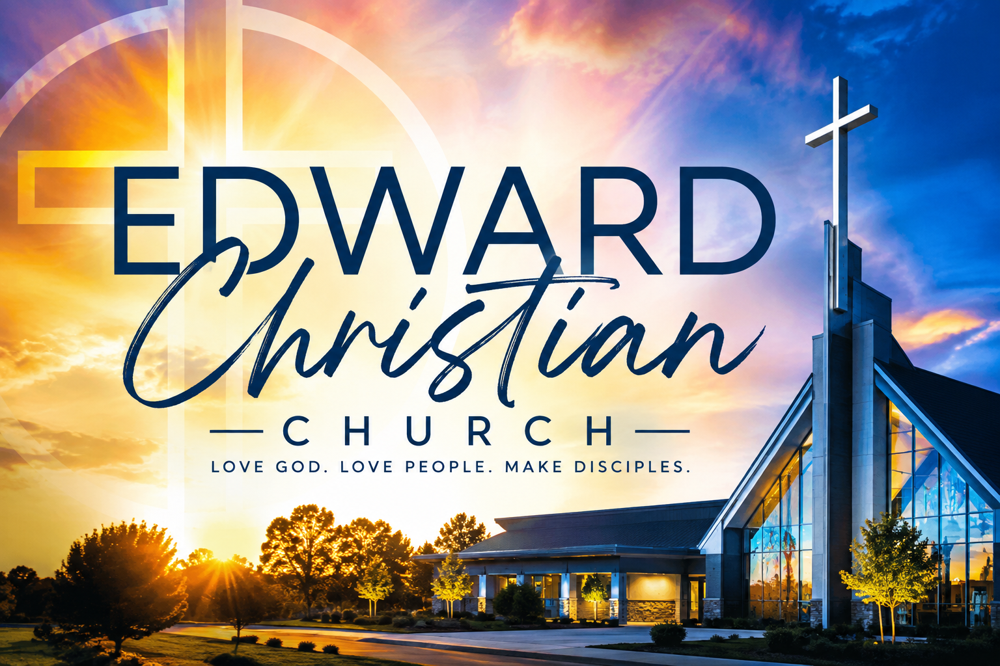 EDWARD
Christian
CHURCH
LOVE GOD. LOVE PEOPLE. MAKE DISCIPLES.